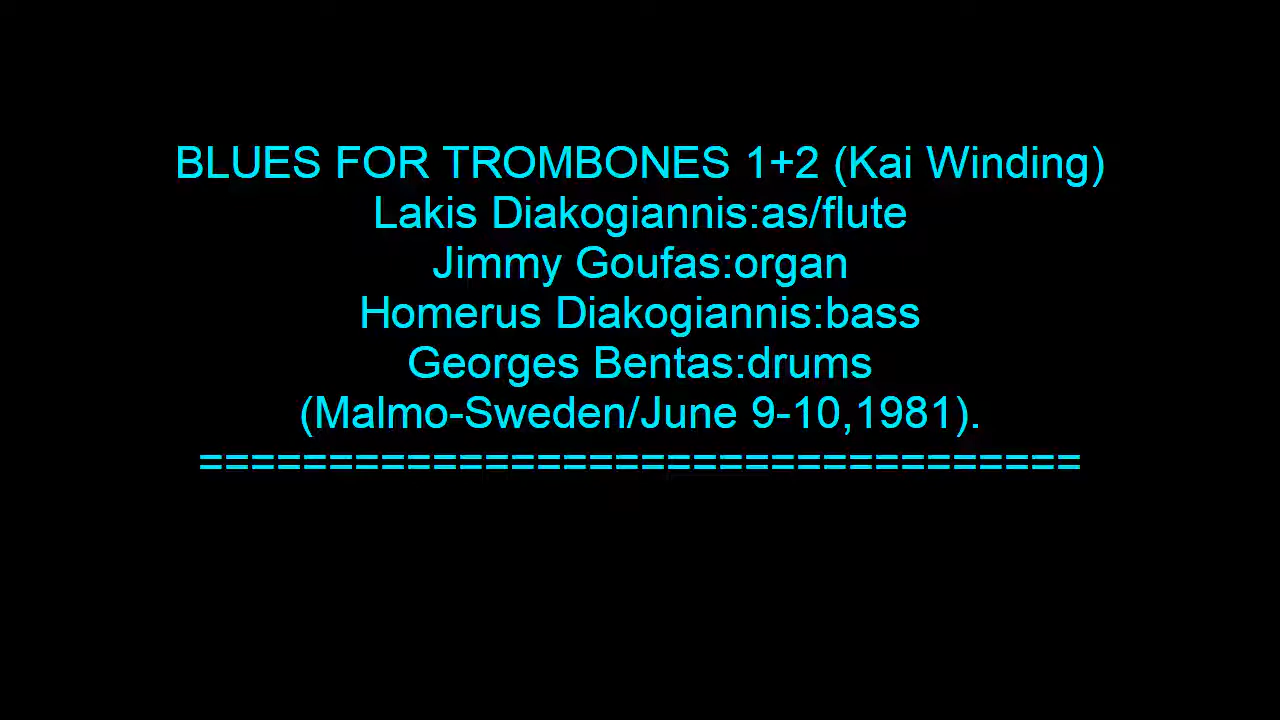 BLUES FOR TROMBONES 1+2 (Kai Winding)
Lakis Diakogiannis:as/flute
Jimmy Goufas:organ
Homerus Diakogiannis:bass
Georges Bentas:drums
(Malmo-Sweden/June 9-10,1981).
==================================